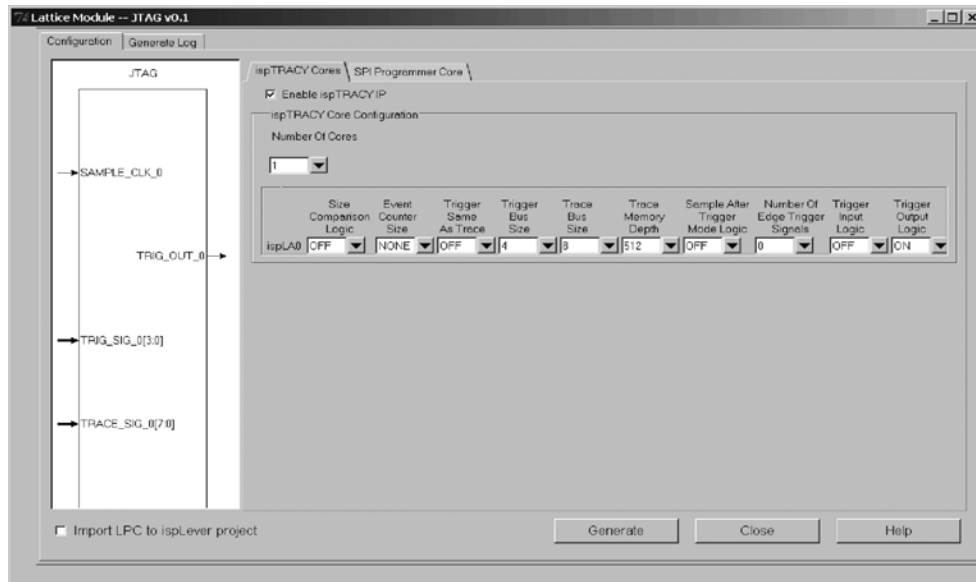 Lattice Module -- JTAG v0.1
Configuration Generate Log
JTAG
SAMPLE_CLK_0
TRIG_OUT_0
TRIG_SIG_0[3:0]
TRACE_SIG_0[7:0]
ispTRACY Cores SPI Programmer Core
Enable ispTRACY IP
ispTRACY Core Configuration
Number Of Cores
1
Size Event Trigger Trigger Trace Trace Sample After Number Of Trigger Trigger
Comparison Counter Same Bus Bus Memory Trigger Edge Trigger Input Output
Logic Size As Trace Size Size Depth Mode Logic Signals Logic Logic
ispLA0 OFF NONE OFF 4 8 512 OFF 0 OFF ON
Import LPC to ispLever project
Generate Close Help